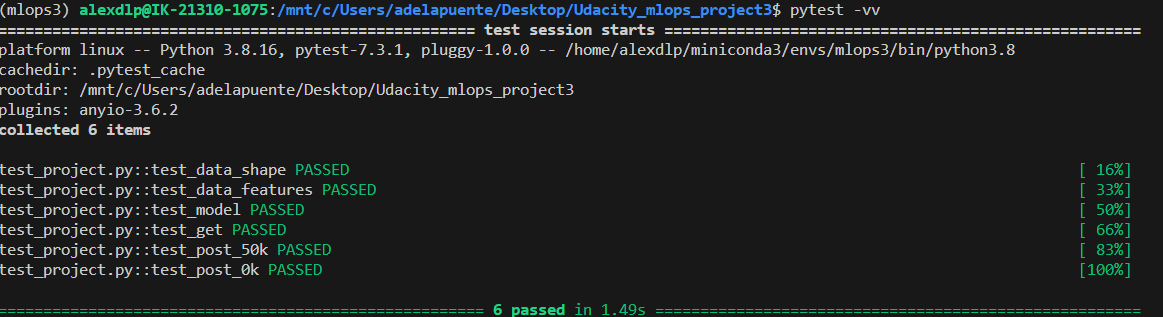 (mlops3) alexdlp@IK-21310-1075:/mnt/c/Users/adelapuente/Desktop/Udacity_mlops_project3$ pytest -vv
===================================================== test session starts =====================================================
platform linux -- Python 3.8.16, pytest-7.3.1, pluggy-1.0.0 -- /home/alexdlp/miniconda3/envs/mlops3/bin/python3.8
cachedir: .pytest_cache
rootdir: /mnt/c/Users/adelapuente/Desktop/Udacity_mlops_project3
plugins: anyio-3.6.2
collected 6 items
test_project.py::test_data_shape PASSED [ 16%]
test_project.py::test_data_features PASSED [ 33%]
test_project.py::test_model PASSED [ 50%]
test_project.py::test_get PASSED [ 66%]
test_project.py::test_post_50k PASSED [ 83%]
test_project.py::test_post_0k PASSED [100%]
====================================================== 6 passed in 1.49s ======================================================